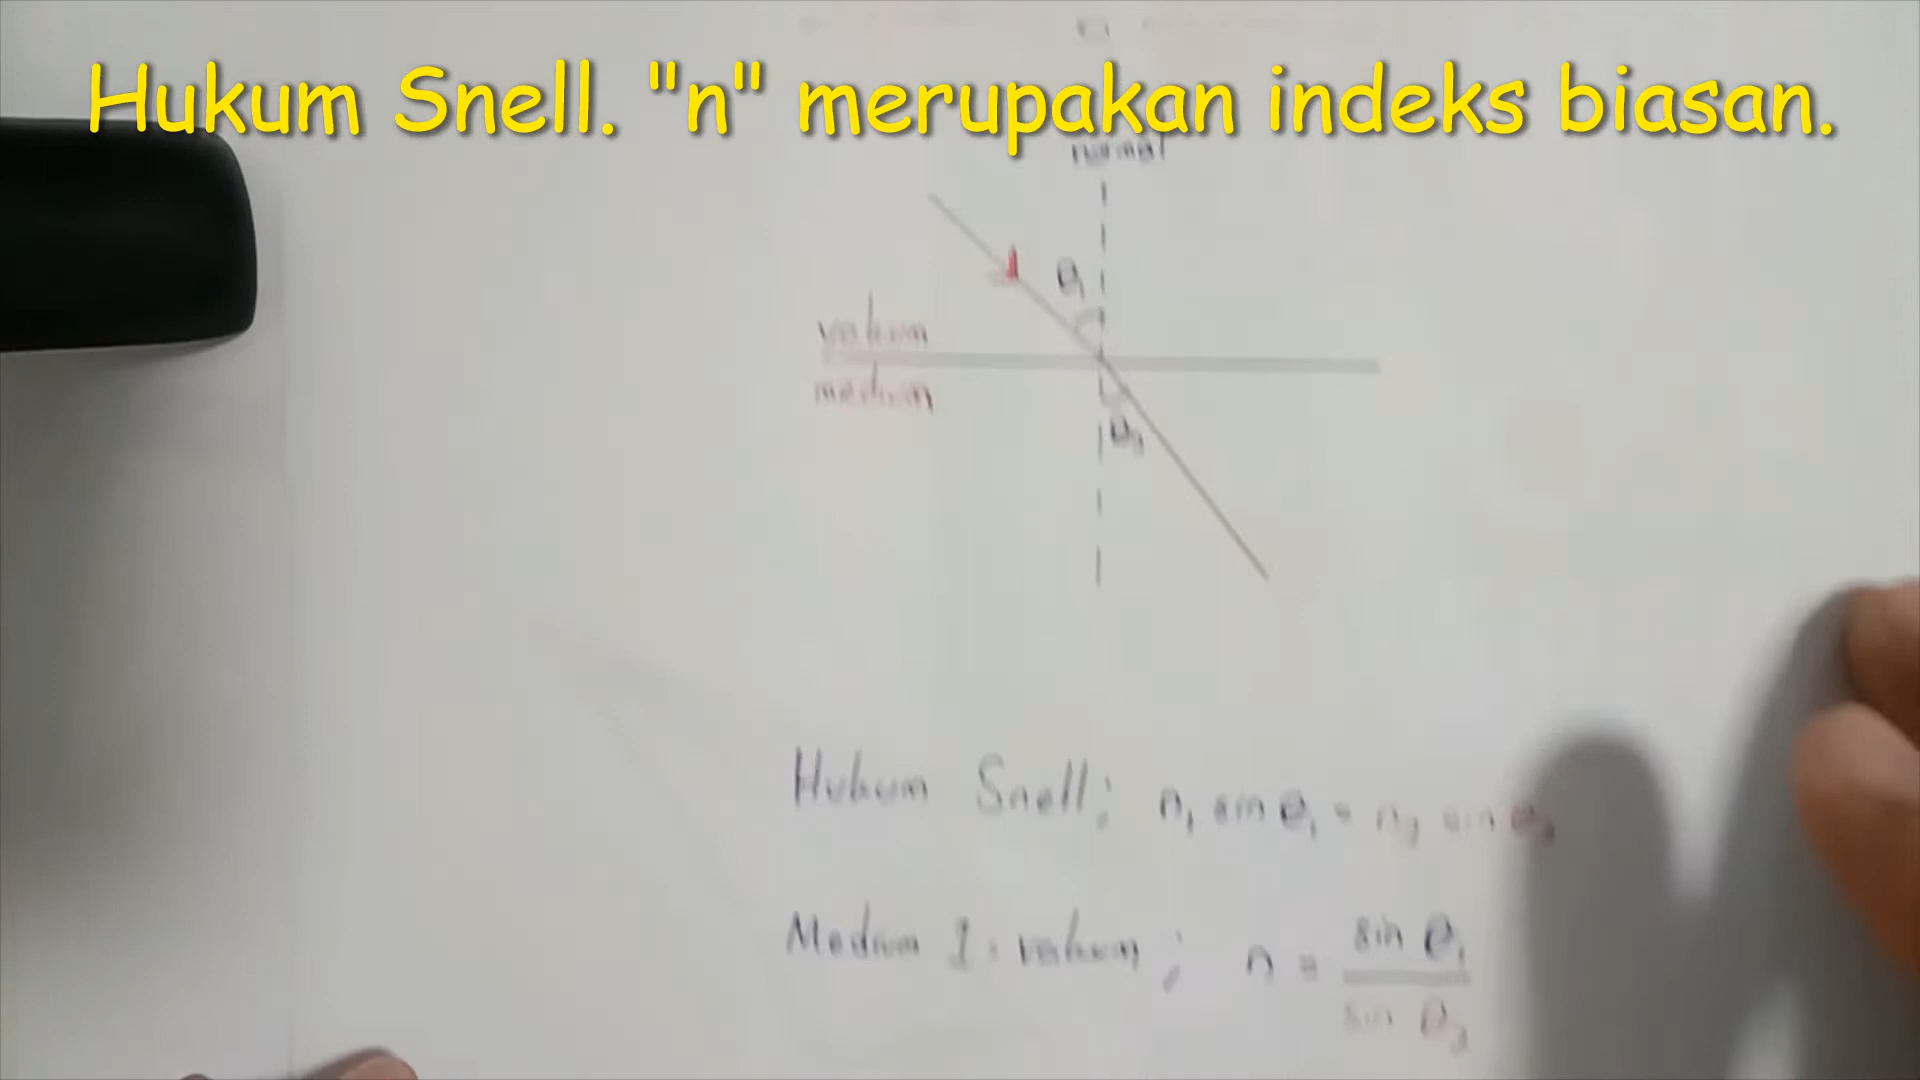 Hukum Snell. "n" merupakan indeks biasan.
n
normal
θ₁
vakum
medium
θ₂
Hukum Snell; n₁ sin θ₁ = n₂ sin θ₂
Medium 1 = vakum; n = sin θ₁
sin θ₂